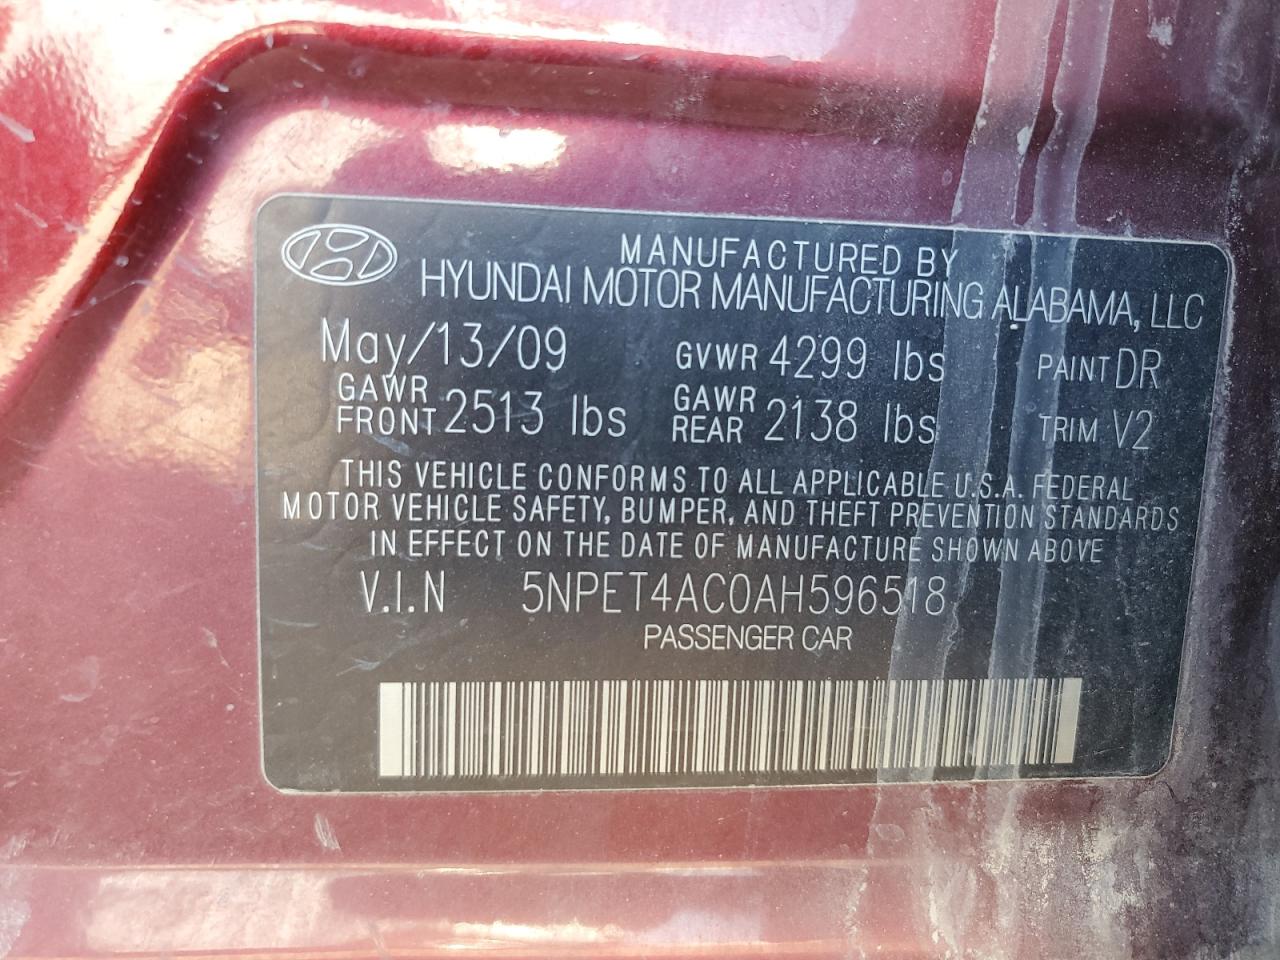 MANUFACTURED BY
HYUNDAI MOTOR MANUFACTURING ALABAMA, LLC
May/13/09 GVWR 4299 lbs PAINT DR
GAWR FRONT 2513 lbs GAWR REAR 2138 lbs TRIM V2
THIS VEHICLE CONFORMS TO ALL APPLICABLE U.S.A. FEDERAL
MOTOR VEHICLE SAFETY, BUMPER, AND THEFT PREVENTION STANDARDS
IN EFFECT ON THE DATE OF MANUFACTURE SHOWN ABOVE
V.I.N 5NPET4AC0AH596518
PASSENGER CAR